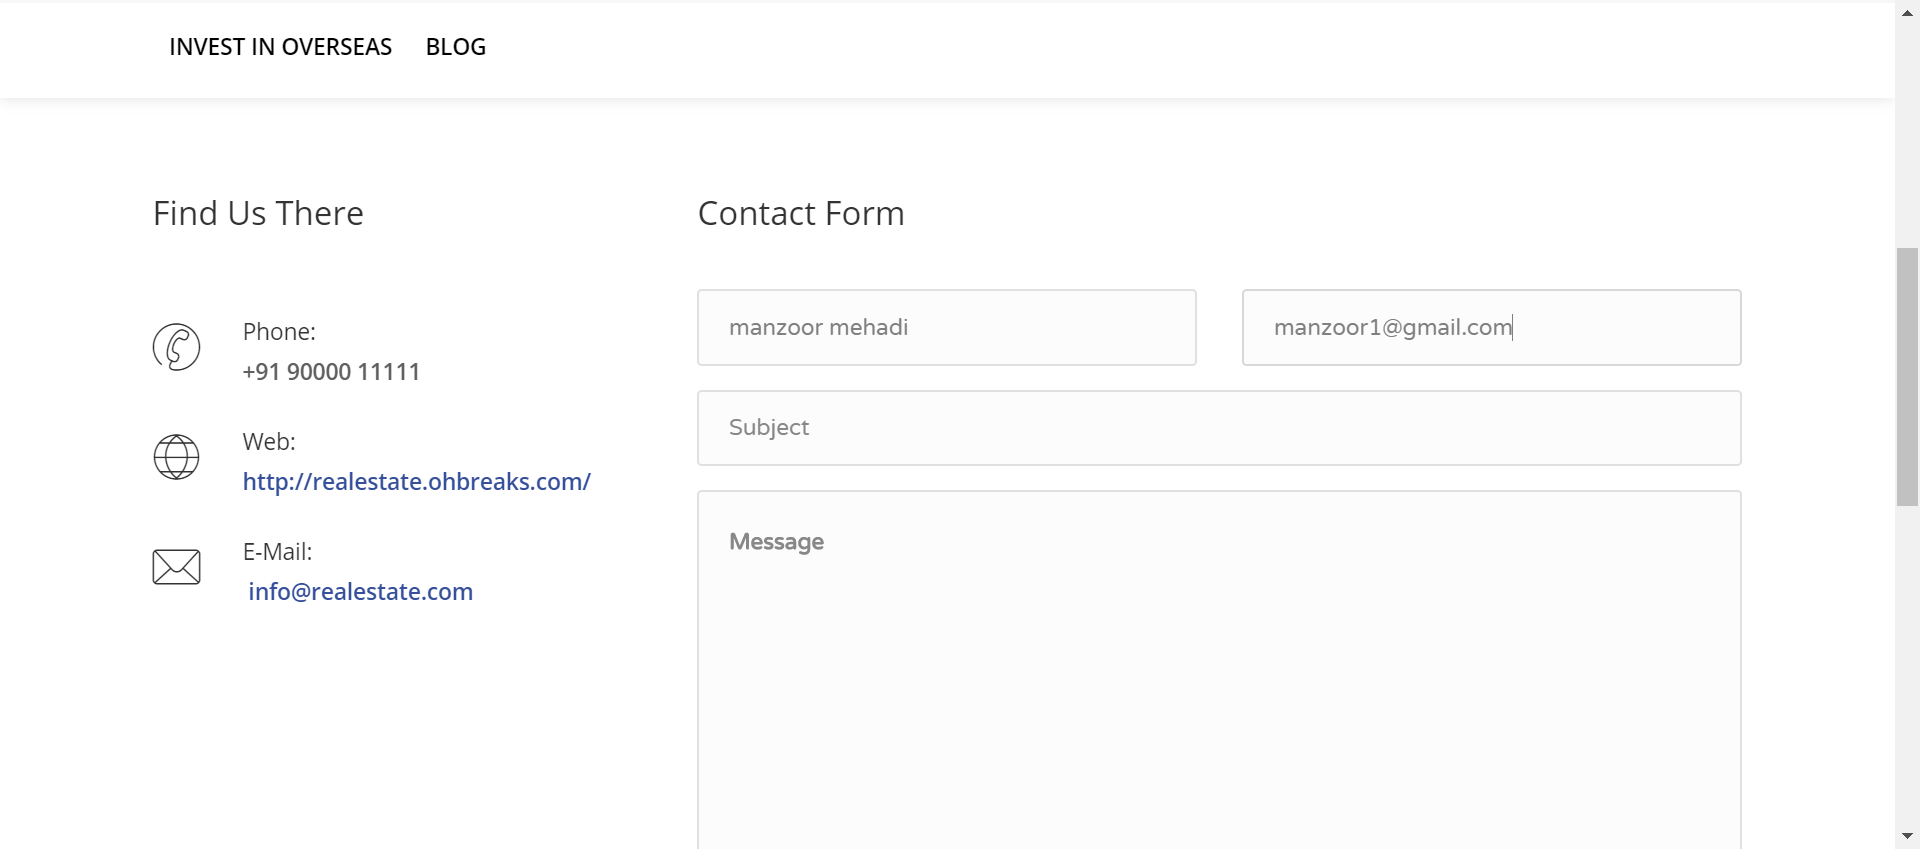 INVEST IN OVERSEAS BLOG
Find Us There
Phone:
+91 90000 11111
Web:
http://realestate.ohbreaks.com/
E-Mail:
info@realestate.com
Contact Form
manzoor mehadi
manzoor1@gmail.com
Subject
Message